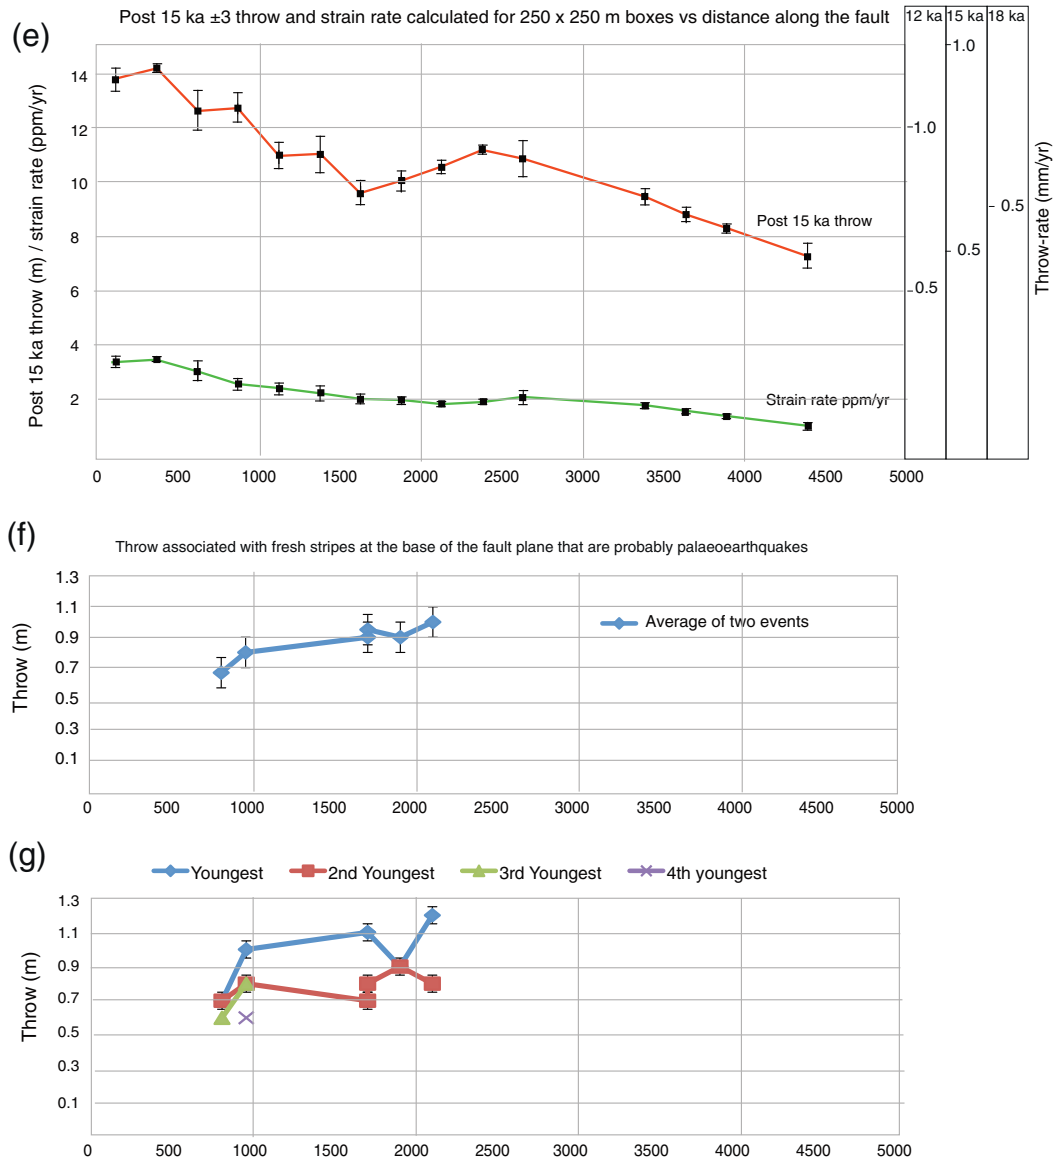 (e)
Post 15 ka ±3 throw and strain rate calculated for 250 x 250 m boxes vs distance along the fault
12 ka 15 ka 18 ka
Post 15 ka throw (m) / strain rate (ppm/yr)
14
12
10
8
6
4
2
1.0
1.0
0.5
0.5
0.5
Throw-rate (mm/yr)
Post 15 ka throw
Strain rate ppm/yr
0 500 1000 1500 2000 2500 3000 3500 4000 4500 5000
(f)
Throw associated with fresh stripes at the base of the fault plane that are probably palaeoearthquakes
Throw (m)
1.3
1.1
0.9
0.7
0.5
0.3
0.1
Average of two events
0 500 1000 1500 2000 2500 3000 3500 4000 4500 5000
(g)
Youngest 2nd Youngest 3rd Youngest 4th youngest
Throw (m)
1.3
1.1
0.9
0.7
0.5
0.3
0.1
0 500 1000 1500 2000 2500 3000 3500 4000 4500 5000